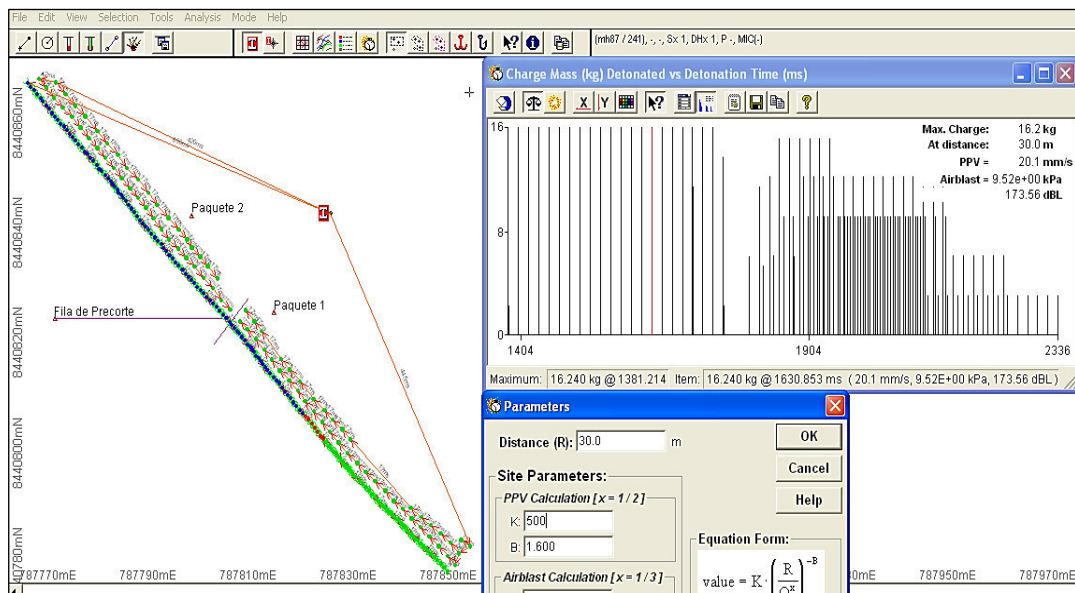 File Edit View Selection Tools Analysis Mode Help
(mh87 / 241), -, -, Sx 1, DHx 1, P -, MIC(-)
8440860mN
8440840mN
8440820mN
8440800mN
Paquete 2
Paquete 1
Fila de Precorte
787770mE 787790mE 787810mE 787830mE 787850mE
787950mE 787970mE
Charge Mass (kg) Detonated vs Detonation Time (ms)
X Y
16
8
0
1404 1904 2336
Max. Charge: 16.2 kg
At distance: 30.0 m
PPV = 20.1 mm/s
Airblast = 9.52e+00 kPa
173.56 dBL
Maximum: 16.240 kg @ 1381.214 Item: 16.240 kg @ 1630.853 ms ( 20.1 mm/s, 9.52E+00 kPa, 173.56 dBL)
Parameters
Distance (R): 30.0 m
OK
Cancel
Help
Site Parameters:
PPV Calculation [x = 1 / 2]
K: 500
B: 1.600
Airblast Calculation [x = 1 / 3]
Equation Form:
value = K · (R / Qˣ)⁻ᴮ